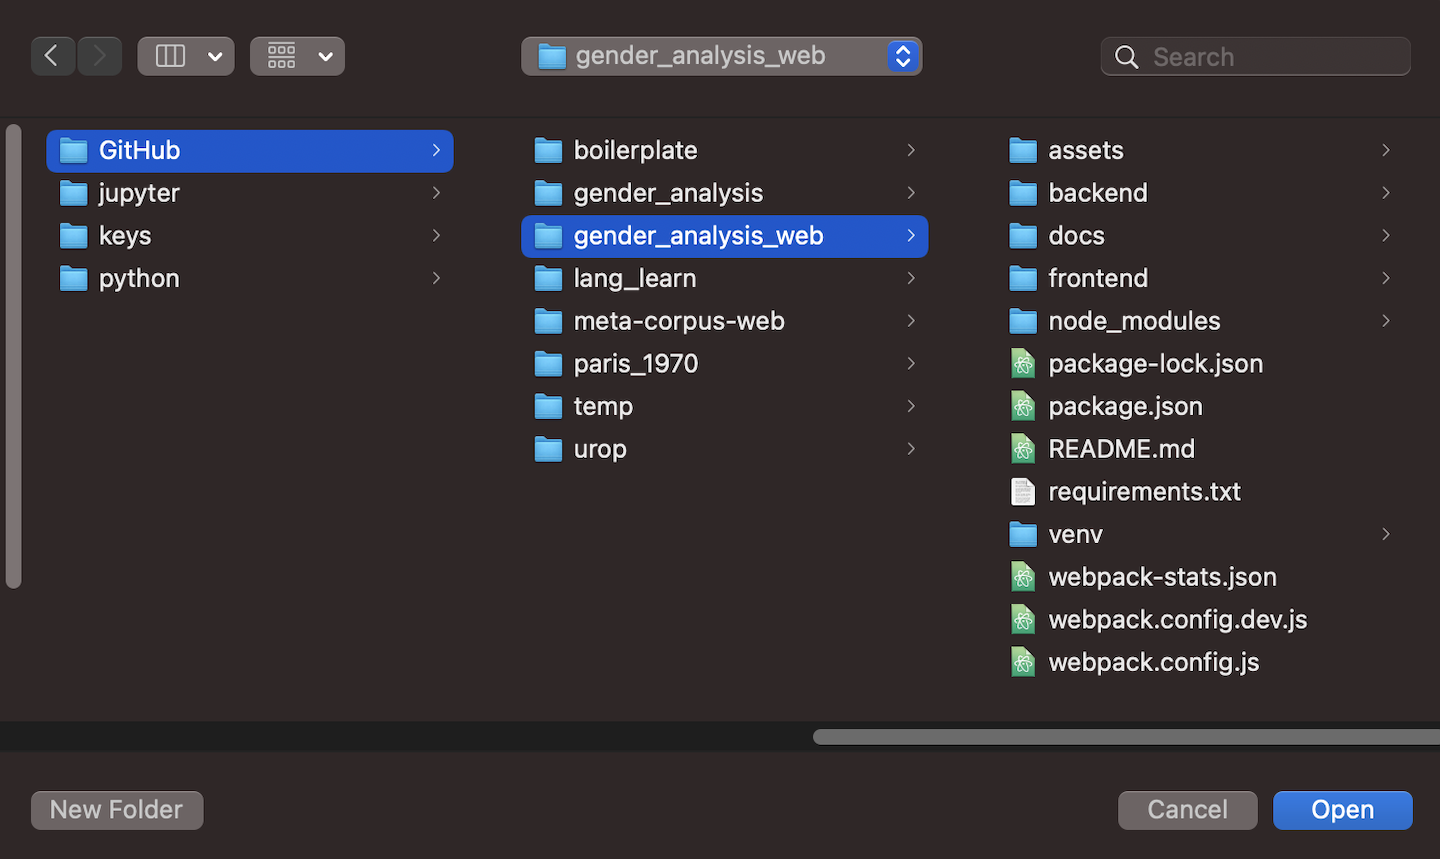 gender_analysis_web
Search
GitHub
jupyter
keys
python
boilerplate
gender_analysis
gender_analysis_web
lang_learn
meta-corpus-web
paris_1970
temp
urop
assets
backend
docs
frontend
node_modules
package-lock.json
package.json
README.md
requirements.txt
venv
webpack-stats.json
webpack.config.dev.js
webpack.config.js
New Folder
Cancel
Open